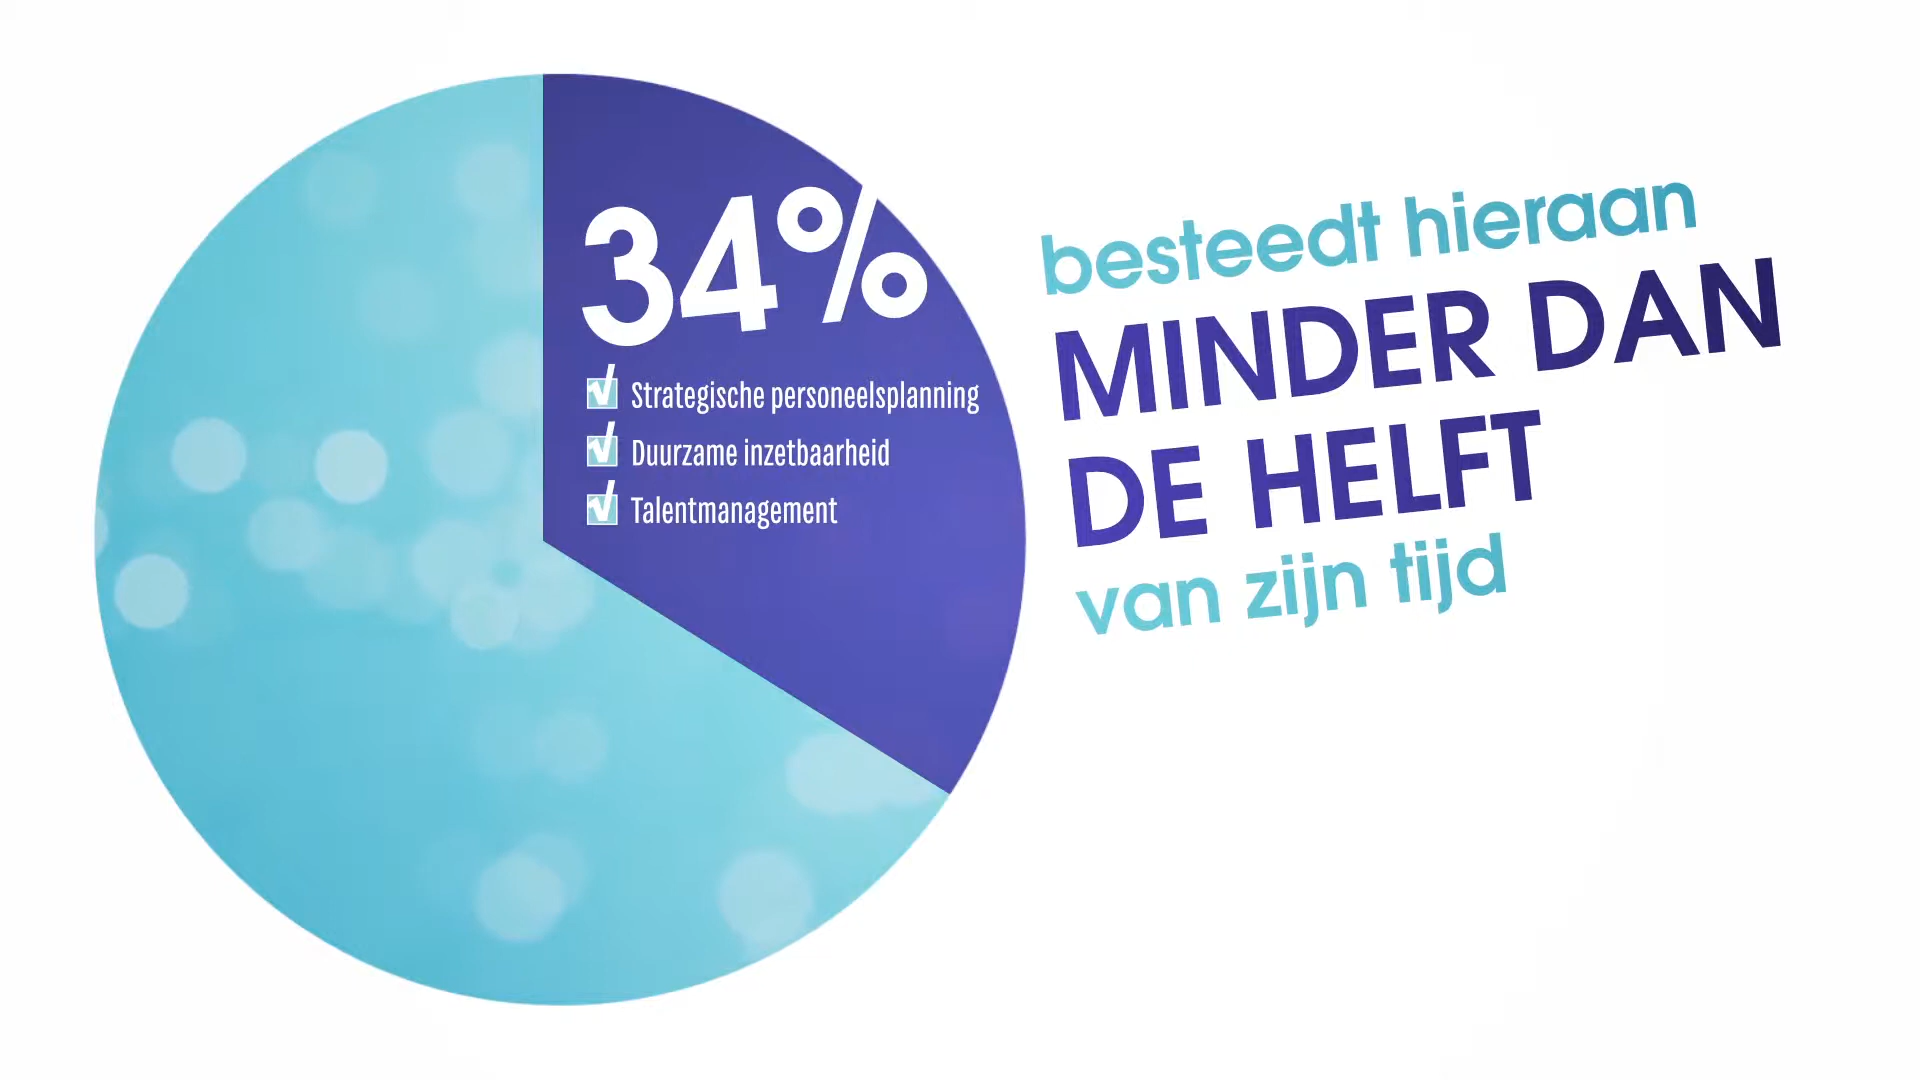 34%
Strategische personeelsplanning
Duurzame inzetbaarheid
Talentmanagement
besteedt hieraan
MINDER DAN
DE HELFT
van zijn tijd